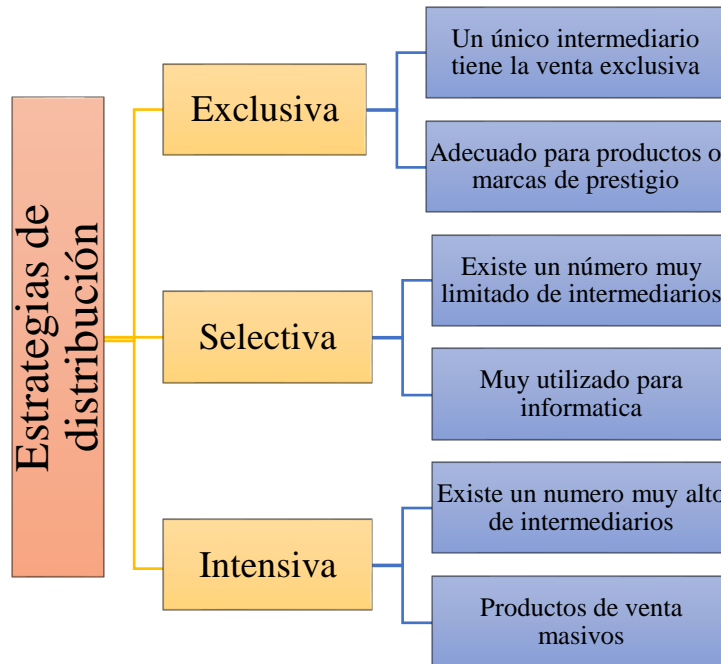 Estrategias de
distribución
Exclusiva
Un único intermediario
tiene la venta exclusiva
Adecuado para productos o
marcas de prestigio
Selectiva
Existe un número muy
limitado de intermediarios
Muy utilizado para
informatica
Intensiva
Existe un numero muy alto
de intermediarios
Productos de venta
masivos